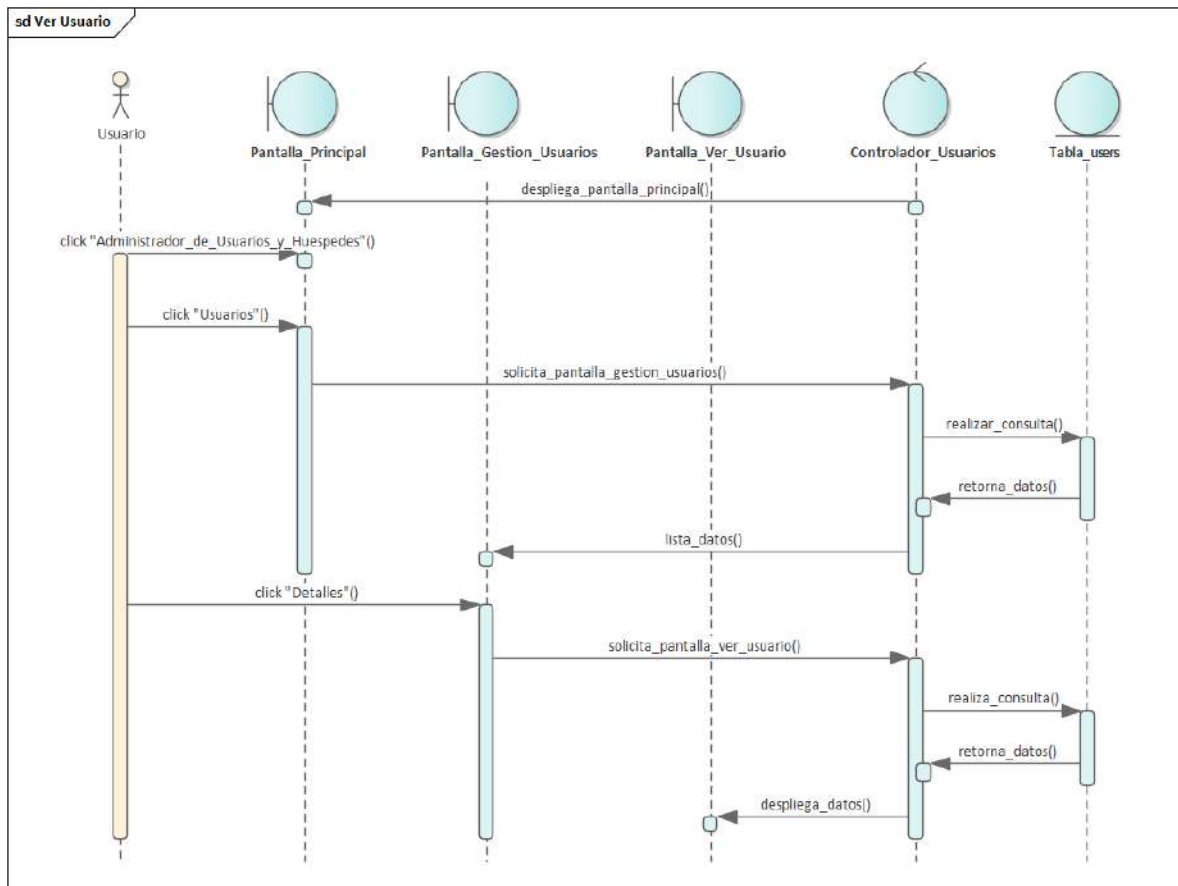 sd Ver Usuario
Usuario
Pantalla_Principal
Pantalla_Gestion_Usuarios
Pantalla_Ver_Usuario
Controlador_Usuarios
Tabla_users
despliega_pantalla_principal()
click "Administrador_de_Usuarios_y_Huespedes"()
click "Usuarios"()
solicita_pantalla_gestion_usuarios()
realizar_consulta()
retorna_datos()
lista_datos()
click "Detalles"()
solicita_pantalla_ver_usuario()
realiza_consulta()
retorna_datos()
despliega_datos()